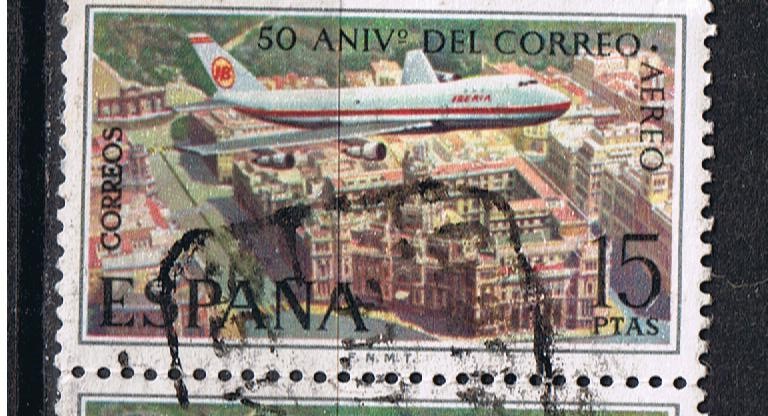 50 ANIVº DEL CORREO · AEREO
IB
IBERIA
CORREOS
ESPAÑA
15
PTAS
F. N. M. T.